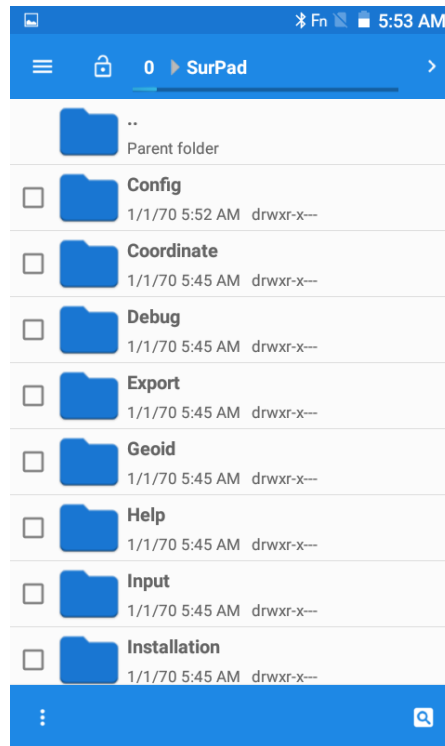 Fn 5:53 AM
0 SurPad
..
Parent folder
Config
1/1/70 5:52 AM drwxr-x---
Coordinate
1/1/70 5:45 AM drwxr-x---
Debug
1/1/70 5:45 AM drwxr-x---
Export
1/1/70 5:45 AM drwxr-x---
Geoid
1/1/70 5:45 AM drwxr-x---
Help
1/1/70 5:45 AM drwxr-x---
Input
1/1/70 5:45 AM drwxr-x---
Installation
1/1/70 5:45 AM drwxr-x---